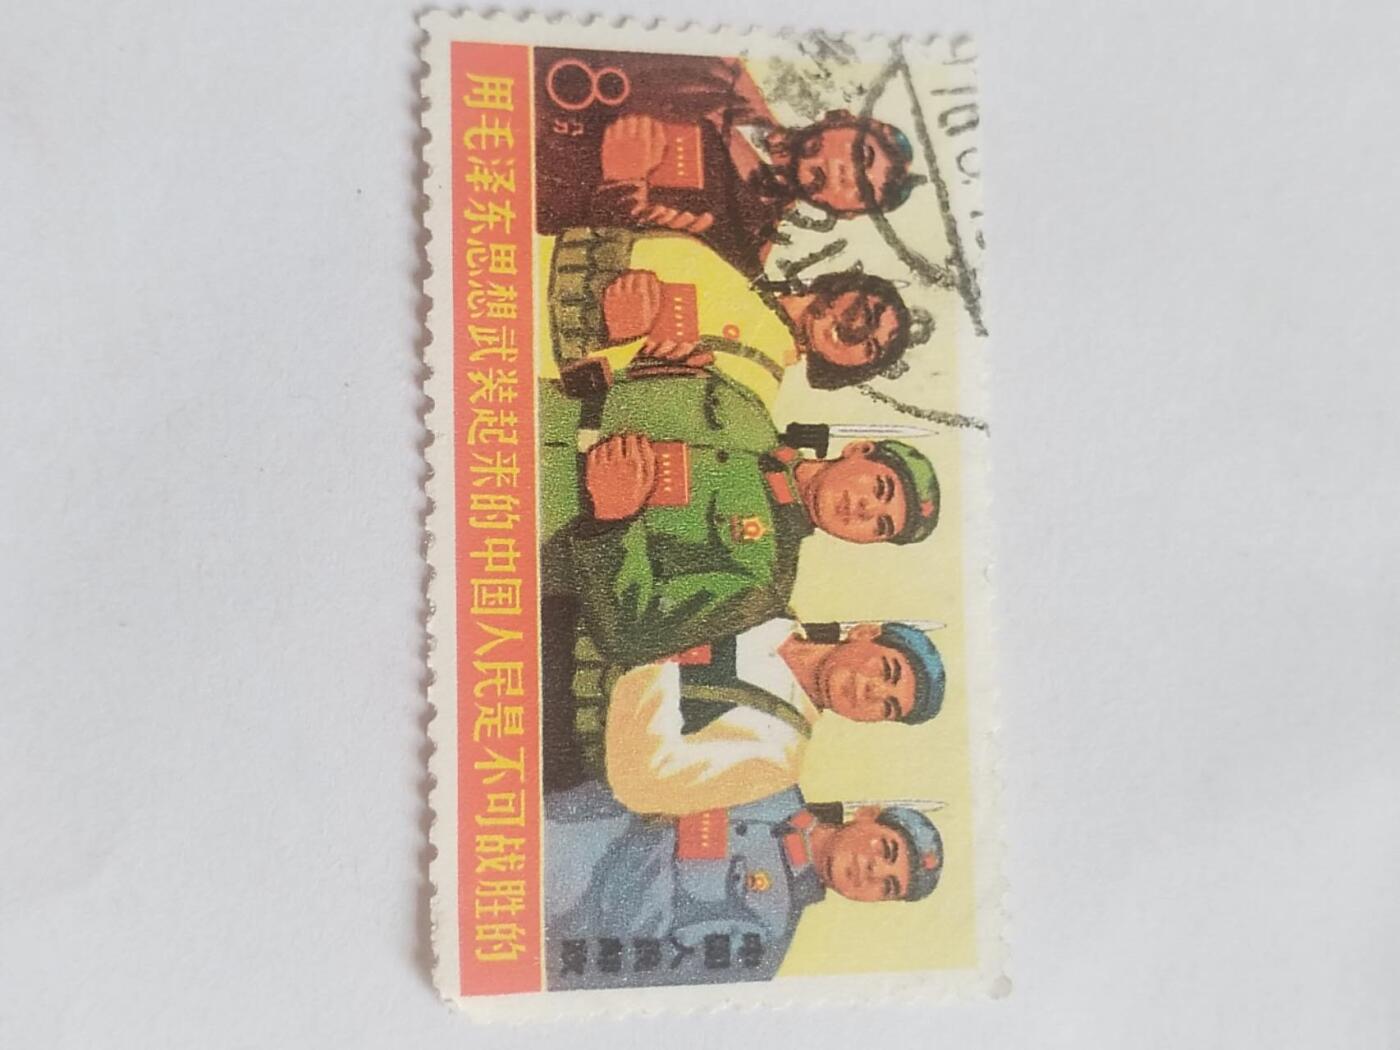 8分
用毛泽东思想武装起来的中国人民是不可战胜的
中国人民邮政